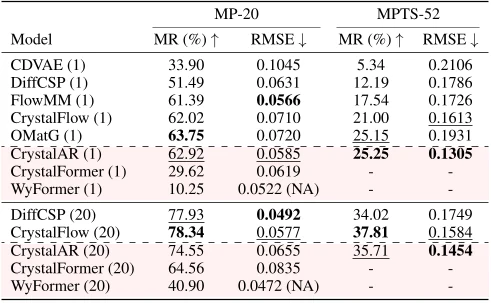 MP-20 MPTS-52
Model MR (%) ↑ RMSE ↓ MR (%) ↑ RMSE ↓
CDVAE (1) 33.90 0.1045 5.34 0.2106
DiffCSP (1) 51.49 0.0631 12.19 0.1786
FlowMM (1) 61.39 0.0566 17.54 0.1726
CrystalFlow (1) 62.02 0.0710 21.00 0.1613
OMatG (1) 63.75 0.0720 25.15 0.1931
CrystalAR (1) 62.92 0.0585 25.25 0.1305
CrystalFormer (1) 29.62 0.0619 - -
WyFormer (1) 10.25 0.0522 (NA) - -
DiffCSP (20) 77.93 0.0492 34.02 0.1749
CrystalFlow (20) 78.34 0.0577 37.81 0.1584
CrystalAR (20) 74.55 0.0655 35.71 0.1454
CrystalFormer (20) 64.56 0.0835 - -
WyFormer (20) 40.90 0.0472 (NA) - -